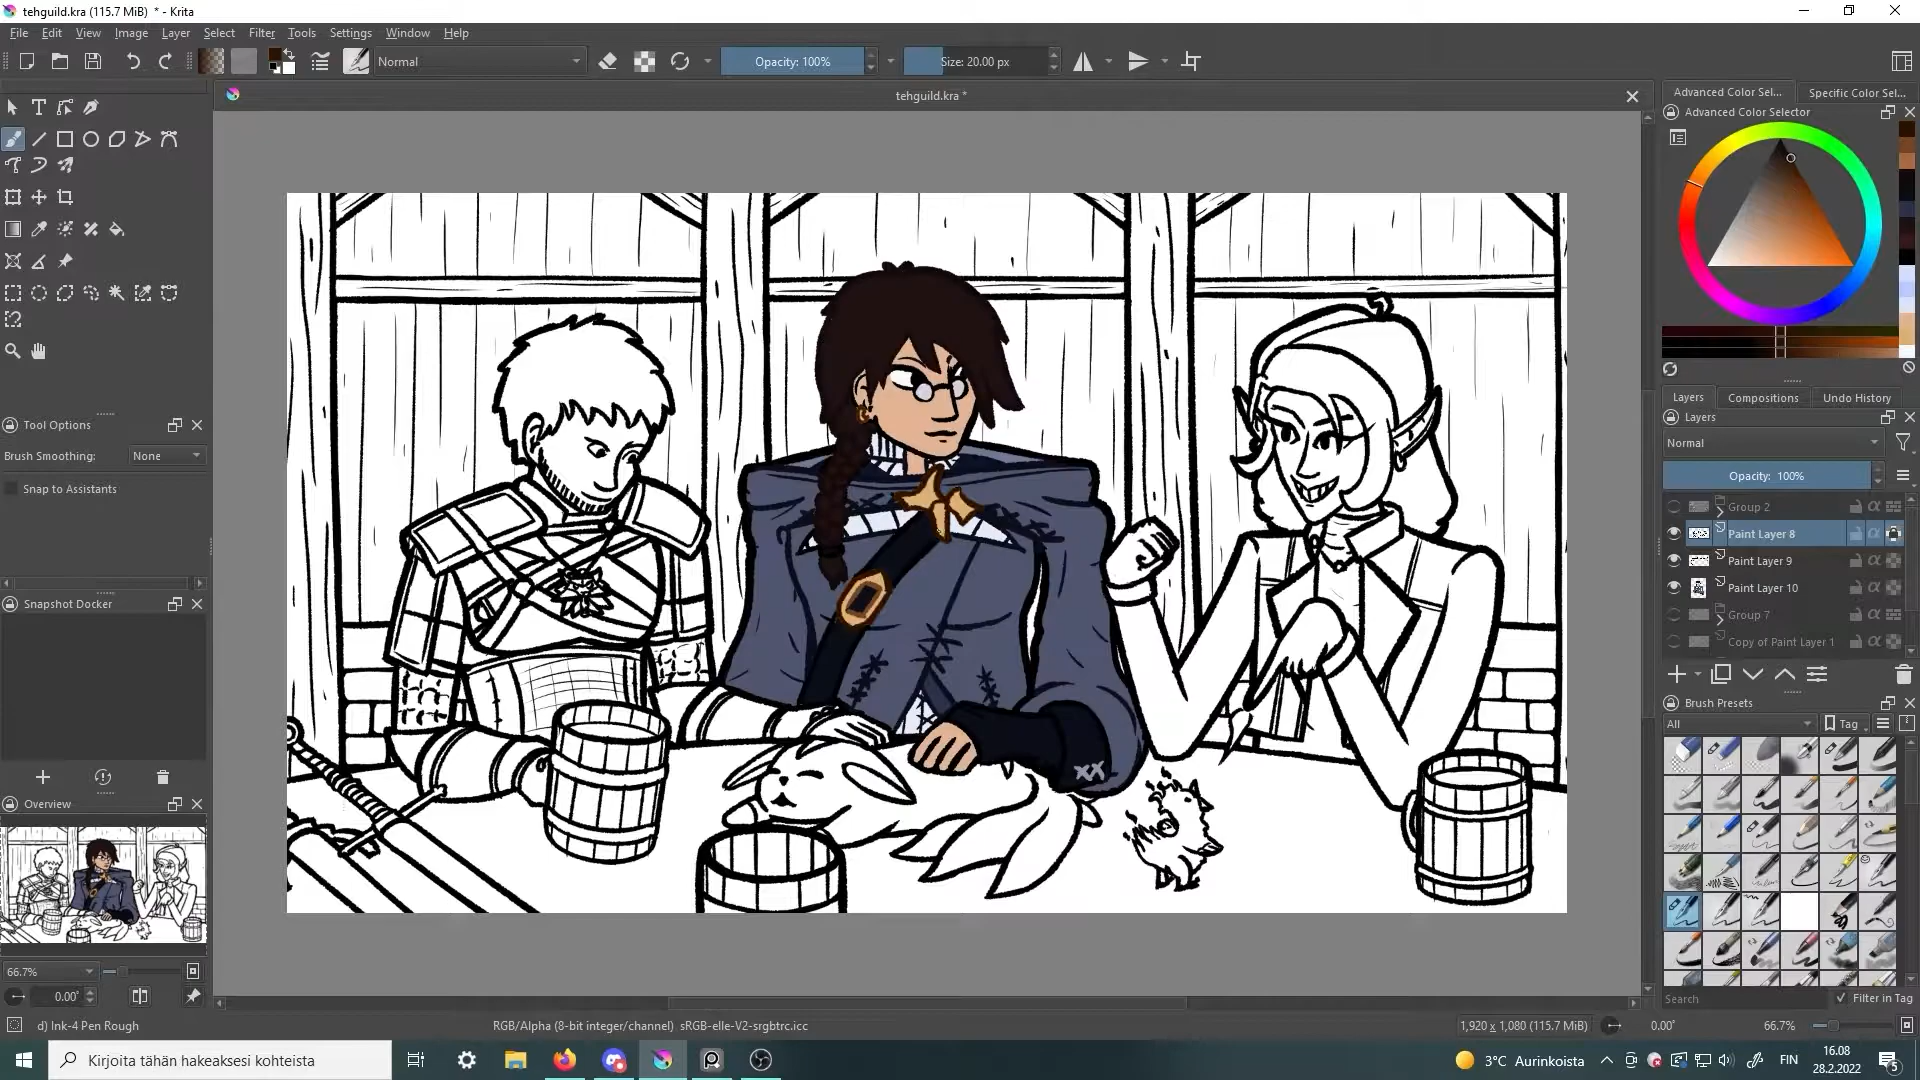 tehguild.kra (115.7 MiB) * - Krita
File Edit View Image Layer Select Filter Tools Settings Window Help
Normal
Opacity: 100%
Size: 20.00 px
tehguild.kra *
Advanced Color Sel...
Specific Color Sel...
Advanced Color Selector
Tool Options
Brush Smoothing: None
Snap to Assistants
Snapshot Docker
Overview
66.7%
0.00°
Layers Compositions Undo History
Layers
Normal
Opacity: 100%
Group 2
Paint Layer 8
Paint Layer 9
Paint Layer 10
Group 7
Copy of Paint Layer 1
Brush Presets
All
Tag
Search
Filter in Tag
XX
d) Ink-4 Pen Rough
RGB/Alpha (8-bit integer/channel) sRGB-elle-V2-srgbtrc.icc
1,920 x 1,080 (115.7 MiB)
0.00°
66.7%
Kirjoita tähän hakeaksesi kohteista
3°C Aurinkoista
FIN
16.08
28.2.2022
5